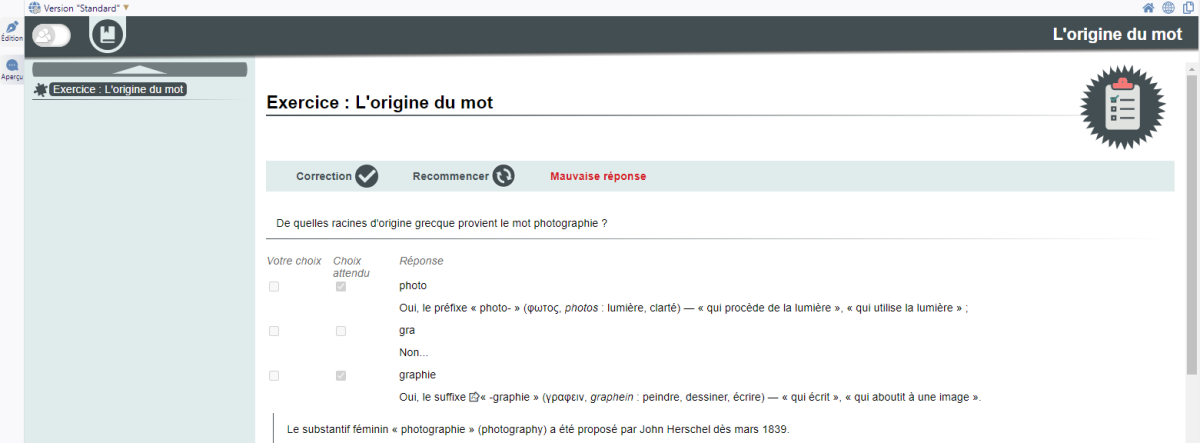 Version "Standard"
Édition
Aperçu
L'origine du mot
Exercice : L'origine du mot
Exercice : L'origine du mot
Correction
Recommencer
Mauvaise réponse
De quelles racines d'origine grecque provient le mot photographie ?
Votre choix
Choix
attendu
Réponse
photo
Oui, le préfixe « photo- » (φωτος, photos : lumière, clarté) — « qui procède de la lumière », « qui utilise la lumière » ;
gra
Non...
graphie
Oui, le suffixe « -graphie » (γραφειν, graphein : peindre, dessiner, écrire) — « qui écrit », « qui aboutit à une image ».
Le substantif féminin « photographie » (photography) a été proposé par John Herschel dès mars 1839.